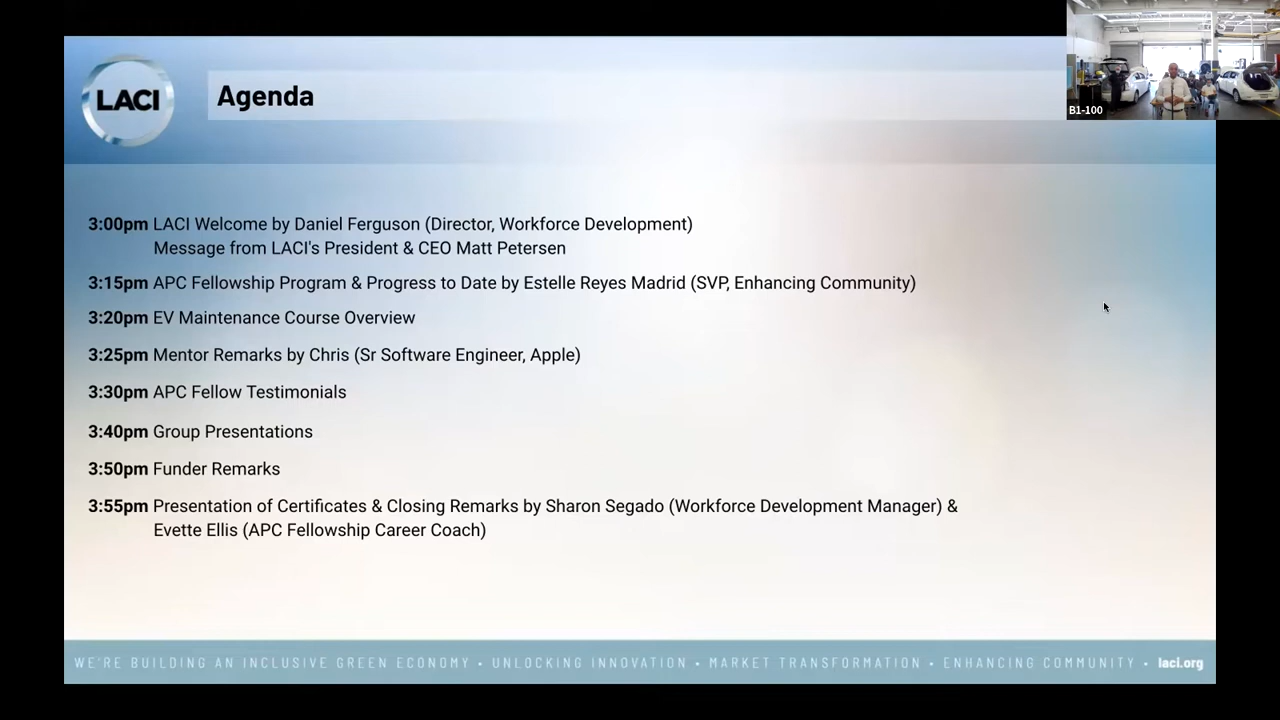 LACI
Agenda
B1-100
3:00pm LACI Welcome by Daniel Ferguson (Director, Workforce Development)
Message from LACI's President & CEO Matt Petersen
3:15pm APC Fellowship Program & Progress to Date by Estelle Reyes Madrid (SVP, Enhancing Community)
3:20pm EV Maintenance Course Overview
3:25pm Mentor Remarks by Chris (Sr Software Engineer, Apple)
3:30pm APC Fellow Testimonials
3:40pm Group Presentations
3:50pm Funder Remarks
3:55pm Presentation of Certificates & Closing Remarks by Sharon Segado (Workforce Development Manager) &
Evette Ellis (APC Fellowship Career Coach)
WE'RE BUILDING AN INCLUSIVE GREEN ECONOMY • UNLOCKING INNOVATION • MARKET TRANSFORMATION • ENHANCING COMMUNITY • laci.org